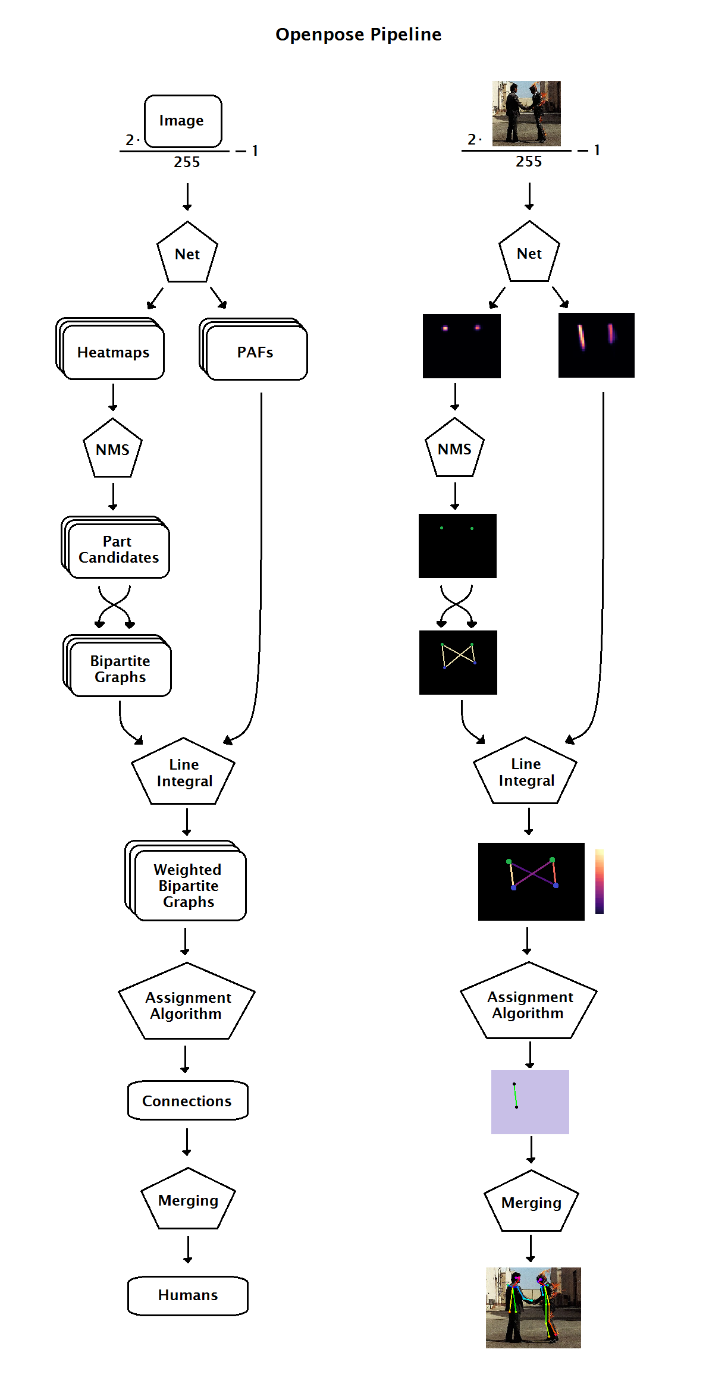 Openpose Pipeline
2·
Image
255
− 1
Net
Heatmaps
PAFs
NMS
Part
Candidates
Bipartite
Graphs
Line
Integral
Weighted
Bipartite
Graphs
Assignment
Algorithm
Connections
Merging
Humans
2·
255
− 1
Net
NMS
Line
Integral
Assignment
Algorithm
Merging